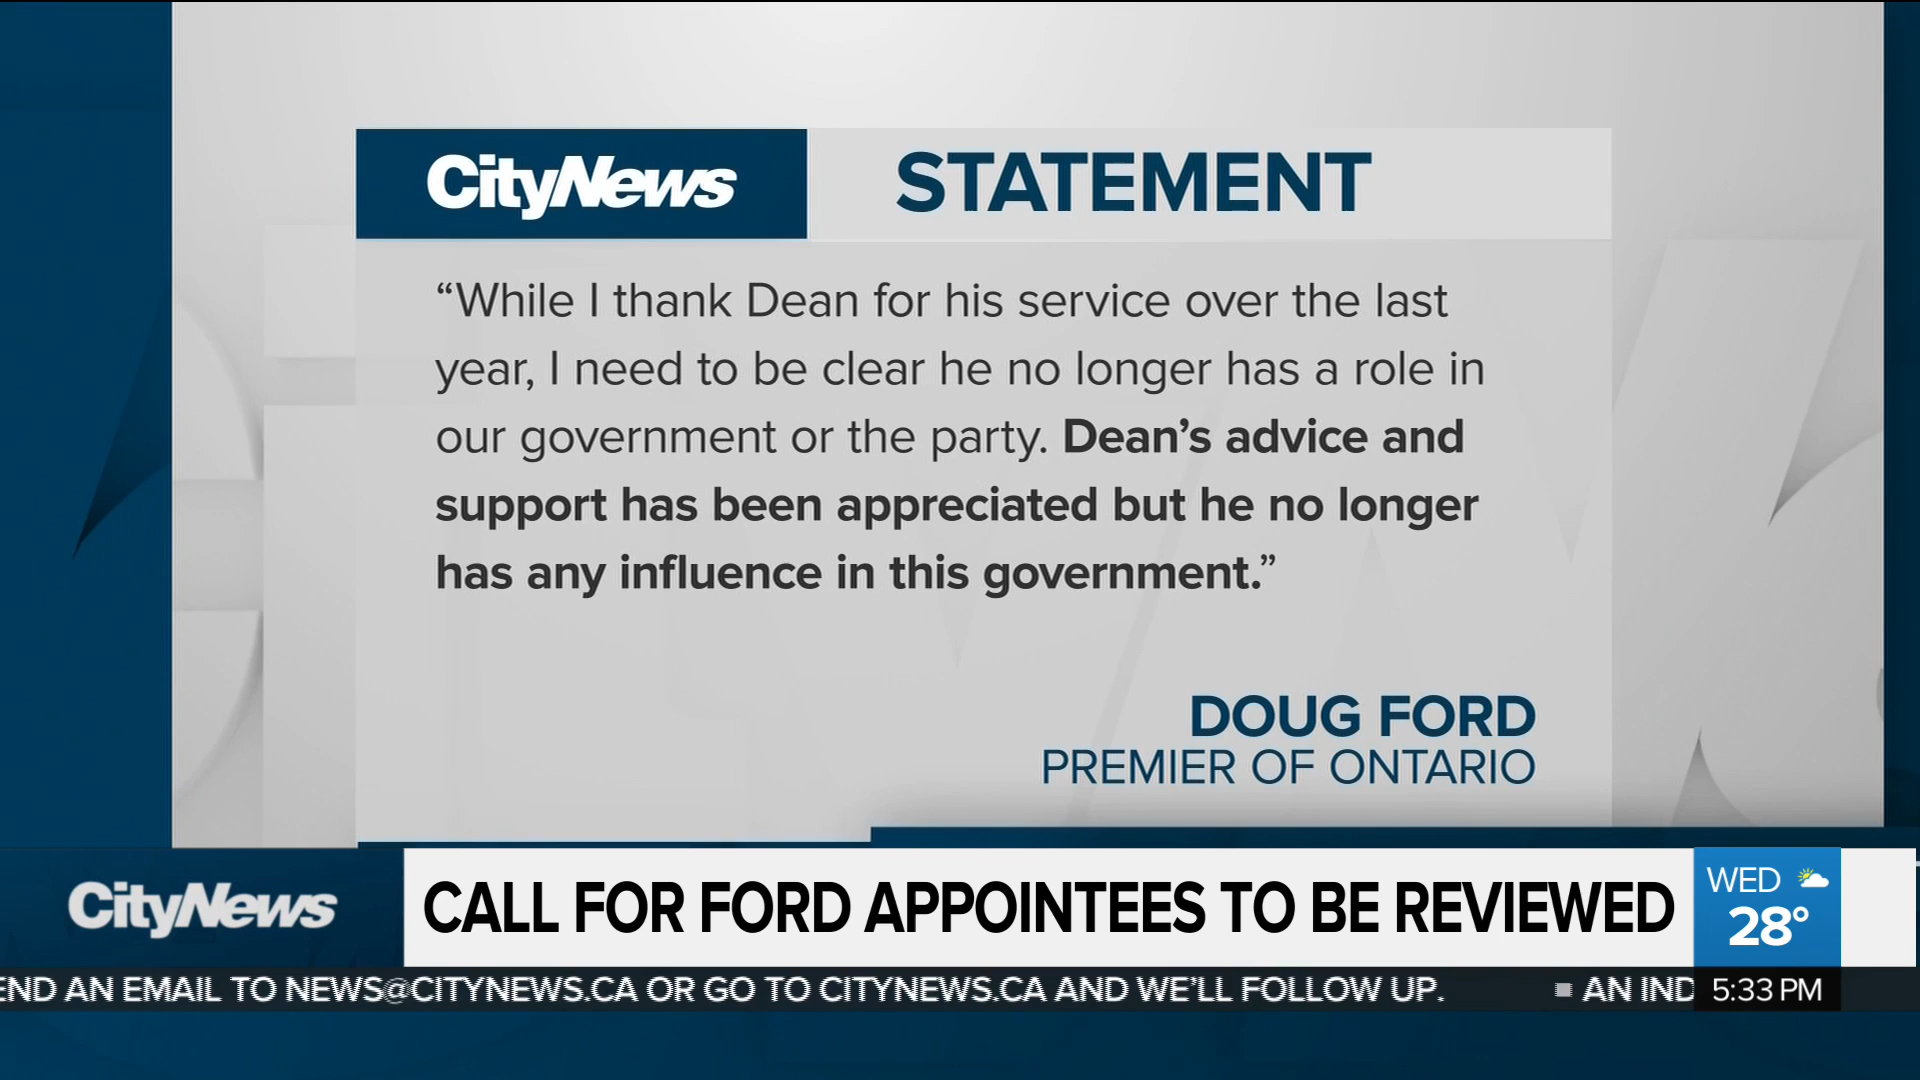 CityNews
STATEMENT
“While I thank Dean for his service over the last
year, I need to be clear he no longer has a role in
our government or the party. Dean’s advice and
support has been appreciated but he no longer
has any influence in this government.”
DOUG FORD
PREMIER OF ONTARIO
CityNews
CALL FOR FORD APPOINTEES TO BE REVIEWED
WED
28°
END AN EMAIL TO NEWS@CITYNEWS.CA OR GO TO CITYNEWS.CA AND WE’LL FOLLOW UP. ■ AN IND
5:33 PM